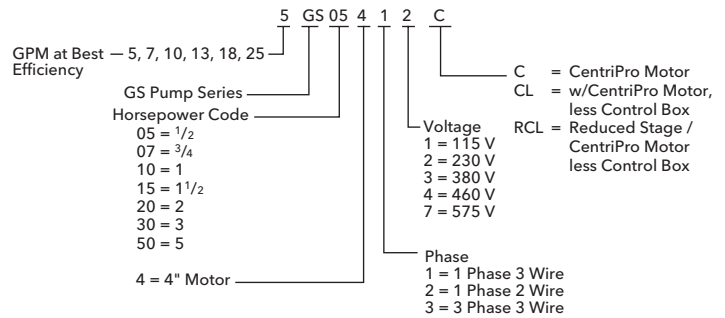 5 GS 05 4 1 2 C
GPM at Best
Efficiency
5, 7, 10, 13, 18, 25
GS Pump Series
Horsepower Code
05 = 1/2
07 = 3/4
10 = 1
15 = 1 1/2
20 = 2
30 = 3
50 = 5
4 = 4" Motor
C = CentriPro Motor
CL = w/CentriPro Motor,
less Control Box
RCL = Reduced Stage /
CentriPro Motor
less Control Box
Voltage
1 = 115 V
2 = 230 V
3 = 380 V
4 = 460 V
7 = 575 V
Phase
1 = 1 Phase 3 Wire
2 = 1 Phase 2 Wire
3 = 3 Phase 3 Wire